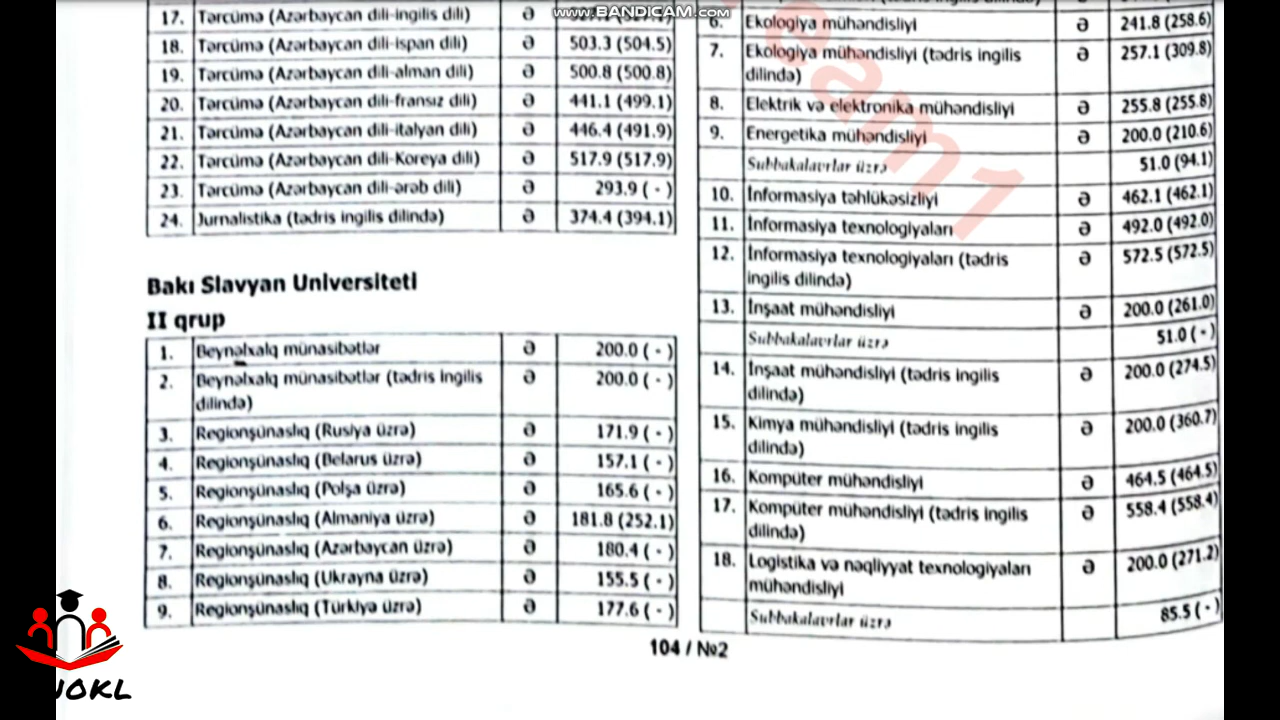 www.BANDICAM.com
17. Tərcümə (Azərbaycan dili-ingilis dili) Ə
18. Tərcümə (Azərbaycan dili-ispan dili) Ə 503.3 (504.5)
19. Tərcümə (Azərbaycan dili-alman dili) Ə 500.8 (500.8)
20. Tərcümə (Azərbaycan dili-fransız dili) Ə 441.1 (499.1)
21. Tərcümə (Azərbaycan dili-italyan dili) Ə 446.4 (491.9)
22. Tərcümə (Azərbaycan dili-Koreya dili) Ə 517.9 (517.9)
23. Tərcümə (Azərbaycan dili-ərəb dili) Ə 293.9 ( - )
24. Jurnalistika (tədris ingilis dilində) Ə 374.4 (394.1)
Bakı Slavyan Universiteti
II qrup
1. Beynəlxalq münasibətlər Ə 200.0 ( - )
2. Beynəlxalq münasibətlər (tədris ingilis Ə 200.0 ( - )
dilində)
3. Regionşünaslıq (Rusiya üzrə) Ə 171.9 ( - )
4. Regionşünaslıq (Belarus üzrə) Ə 157.1 ( - )
5. Regionşünaslıq (Polşa üzrə) Ə 165.6 ( - )
6. Regionşünaslıq (Almaniya üzrə) Ə 181.8 (252.1)
7. Regionşünaslıq (Azərbaycan üzrə) Ə 180.4 ( - )
8. Regionşünaslıq (Ukrayna üzrə) Ə 155.5 ( - )
9. Regionşünaslıq (Türkiyə üzrə) Ə 177.6 ( - )
6. Ekologiya mühəndisliyi Ə 241.8 (258.6)
7. Ekologiya mühəndisliyi (tədris ingilis Ə 257.1 (309.8)
dilində)
8. Elektrik və elektronika mühəndisliyi Ə 255.8 (255.8)
9. Energetika mühəndisliyi Ə 200.0 (210.6)
Subbakalavrlar üzrə 51.0 (94.1)
10. İnformasiya təhlükəsizliyi Ə 462.1 (462.1)
11. İnformasiya texnologiyaları Ə 492.0 (492.0)
12. İnformasiya texnologiyaları (tədris Ə 572.5 (572.5)
ingilis dilində)
13. İnşaat mühəndisliyi Ə 200.0 (261.0)
Subbakalavrlar üzrə 51.0 ( - )
14. İnşaat mühəndisliyi (tədris ingilis Ə 200.0 (274.5)
dilində)
15. Kimya mühəndisliyi (tədris ingilis Ə 200.0 (360.7)
dilində)
16. Kompüter mühəndisliyi Ə 464.5 (464.5)
17. Kompüter mühəndisliyi (tədris ingilis Ə 558.4 (558.4)
dilində)
18. Logistika və nəqliyyat texnologiyaları Ə 200.0 (271.2)
mühəndisliyi
Subbakalavrlar üzrə 85.5 ( - )
104 / №2